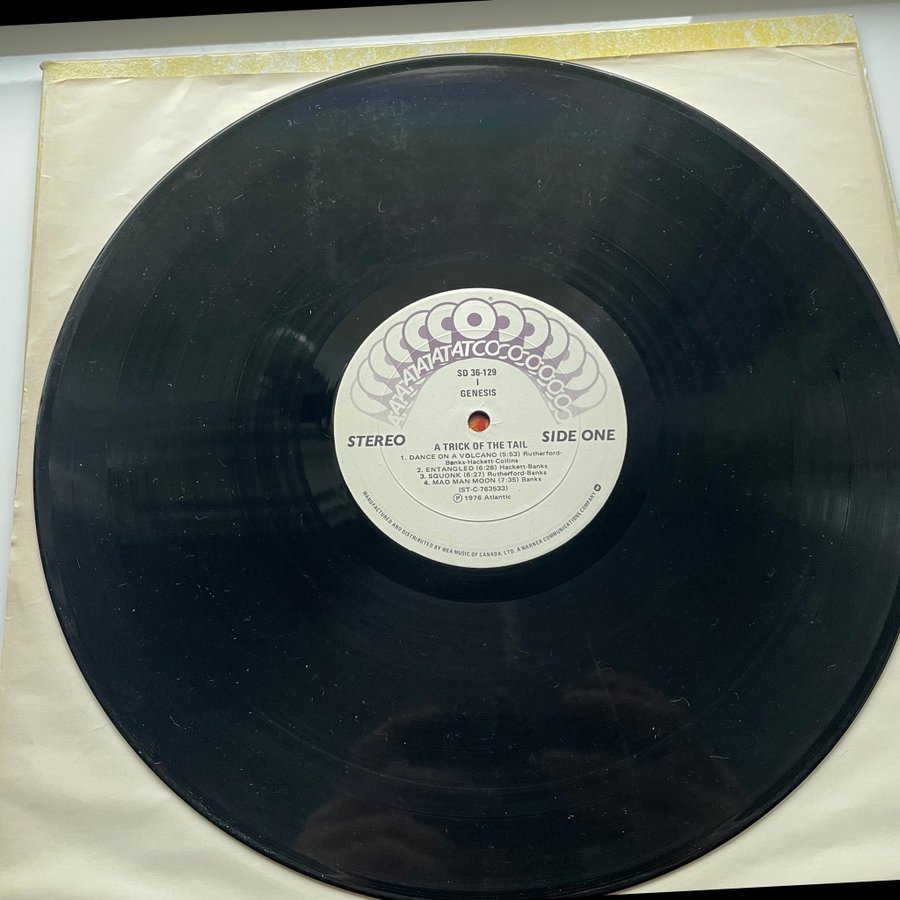 ATATATATATATCOCOCOCOCOCO
SD 36-129
I
GENESIS
STEREO
SIDE ONE
A TRICK OF THE TAIL
1. DANCE ON A VOLCANO (5:53) Rutherford-
Banks-Hackett-Collins
2. ENTANGLED (6:28) Hackett-Banks
3. SQUONK (6:27) Rutherford-Banks
4. MAD MAN MOON (7:35) Banks
(ST-C-763533)
Ⓟ 1976 Atlantic
MANUFACTURED AND DISTRIBUTED BY WEA MUSIC OF CANADA, LTD. A WARNER COMMUNICATIONS COMPANY